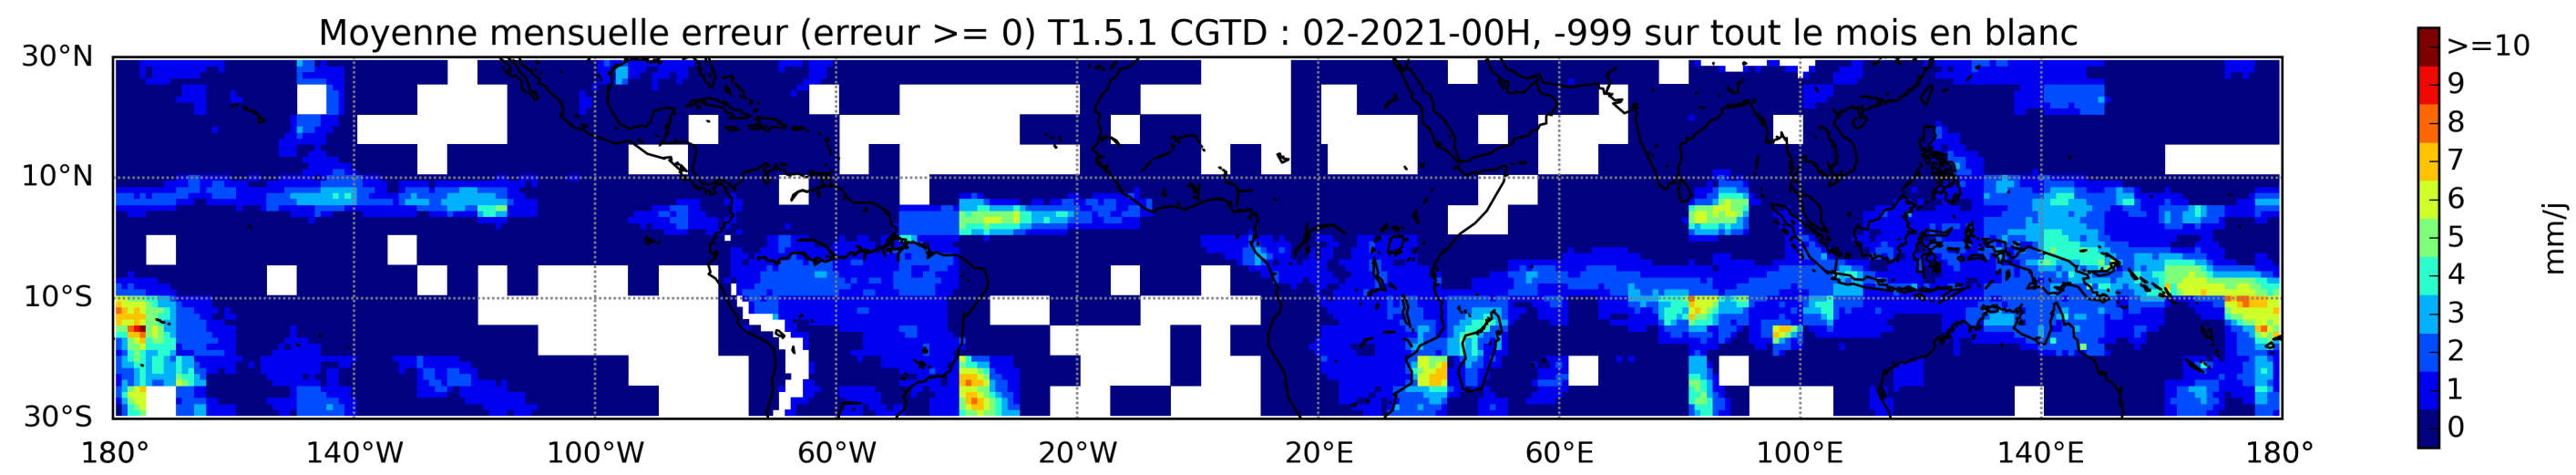 Moyenne mensuelle erreur (erreur >= 0) T1.5.1 CGTD : 02-2021-00H, -999 sur tout le mois en blanc
30°N
10°N
10°S
30°S
180°
140°W
100°W
60°W
20°W
20°E
60°E
100°E
140°E
180°
>=10
9
8
7
6
5
4
3
2
1
0
mm/j